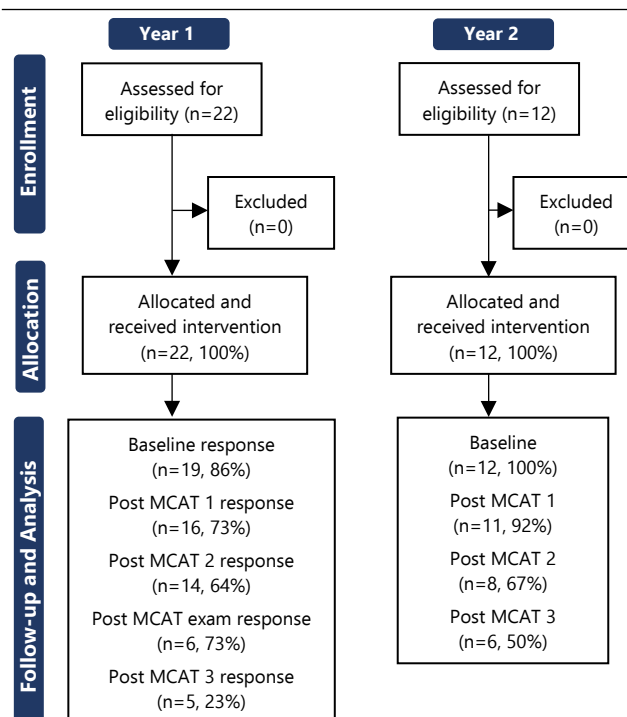 Year 1
Year 2
Enrollment
Assessed for
eligibility (n=22)
Assessed for
eligibility (n=12)
Excluded
(n=0)
Excluded
(n=0)
Allocation
Allocated and
received intervention
(n=22, 100%)
Allocated and
received intervention
(n=12, 100%)
Follow-up and Analysis
Baseline response
(n=19, 86%)
Post MCAT 1 response
(n=16, 73%)
Post MCAT 2 response
(n=14, 64%)
Post MCAT exam response
(n=6, 73%)
Post MCAT 3 response
(n=5, 23%)
Baseline
(n=12, 100%)
Post MCAT 1
(n=11, 92%)
Post MCAT 2
(n=8, 67%)
Post MCAT 3
(n=6, 50%)